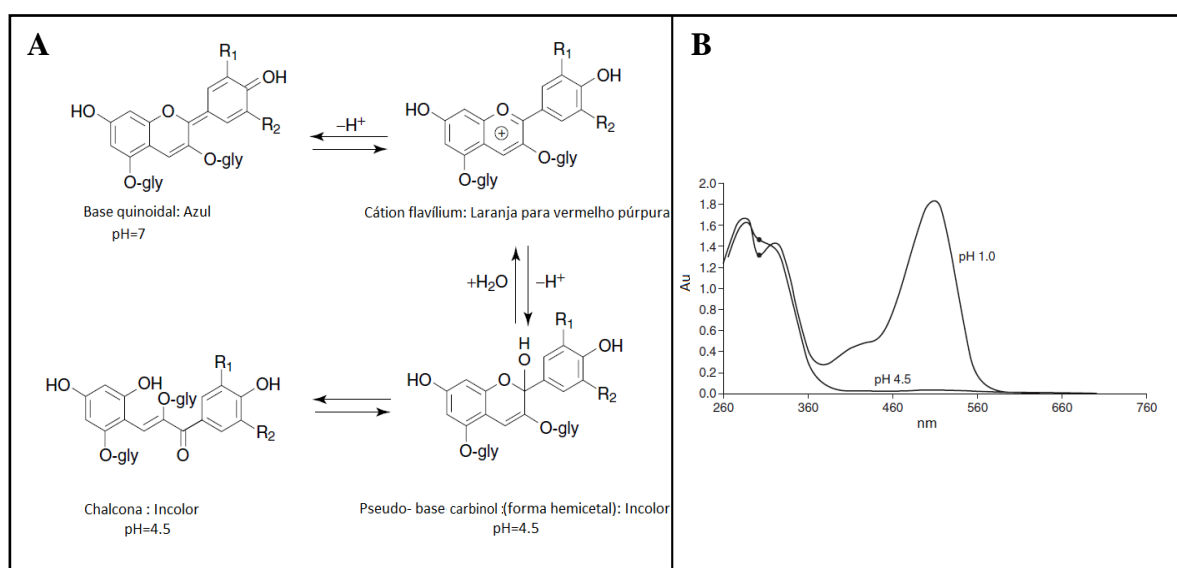 A
R₁
OH
HO
O
R₂
O-gly
O-gly
Base quinoidal: Azul
pH=7
–H⁺
R₁
OH
HO
O
+
R₂
O-gly
O-gly
Cátion flavílium: Laranja para vermelho púrpura
+H₂O
–H⁺
R₁
OH
HO
OH
O-gly
R₂
O-gly
O
Chalcona : Incolor
pH=4.5
R₁
H
O
OH
HO
O
R₂
O-gly
O-gly
Pseudo- base carbinol :(forma hemicetal): Incolor
pH=4.5
B
2.0
1.8
1.6
1.4
1.2
1.0
0.8
0.6
0.4
0.2
0.0
Au
pH 1.0
pH 4.5
260 360 460 560 660 760
nm